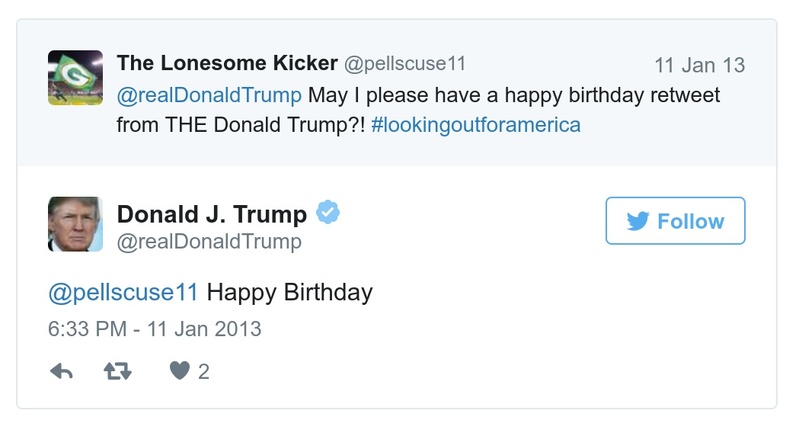 The Lonesome Kicker @pellscuse11 11 Jan 13
@realDonaldTrump May I please have a happy birthday retweet
from THE Donald Trump?! #lookingoutforamerica
Donald J. Trump
@realDonaldTrump
Follow
@pellscuse11 Happy Birthday
6:33 PM - 11 Jan 2013
2